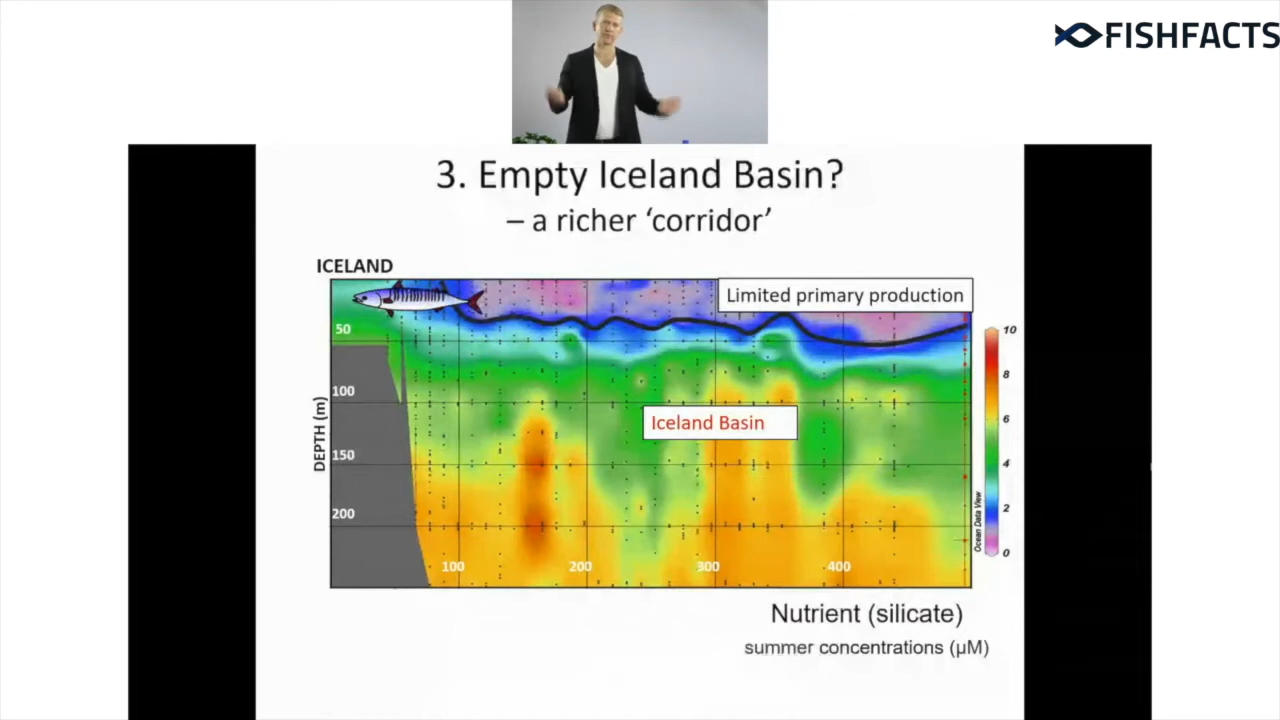 FISHFACTS
3. Empty Iceland Basin?
– a richer ‘corridor’
ICELAND
Limited primary production
50
100
150
200
DEPTH (m)
Iceland Basin
100 200 300 400
10
8
6
4
2
0
Ocean Data View
Nutrient (silicate)
summer concentrations (µM)